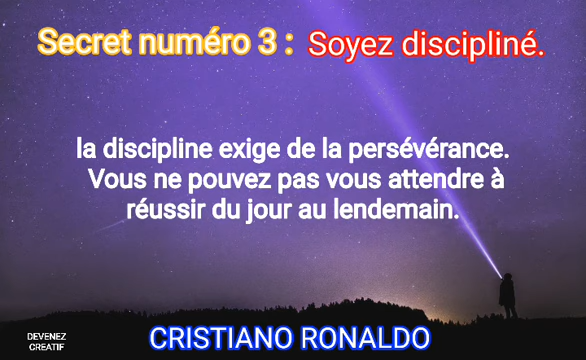 Secret numéro 3 : Soyez discipliné.
la discipline exige de la persévérance.
Vous ne pouvez pas vous attendre à
réussir du jour au lendemain.
DEVENEZ
CREATIF
CRISTIANO RONALDO